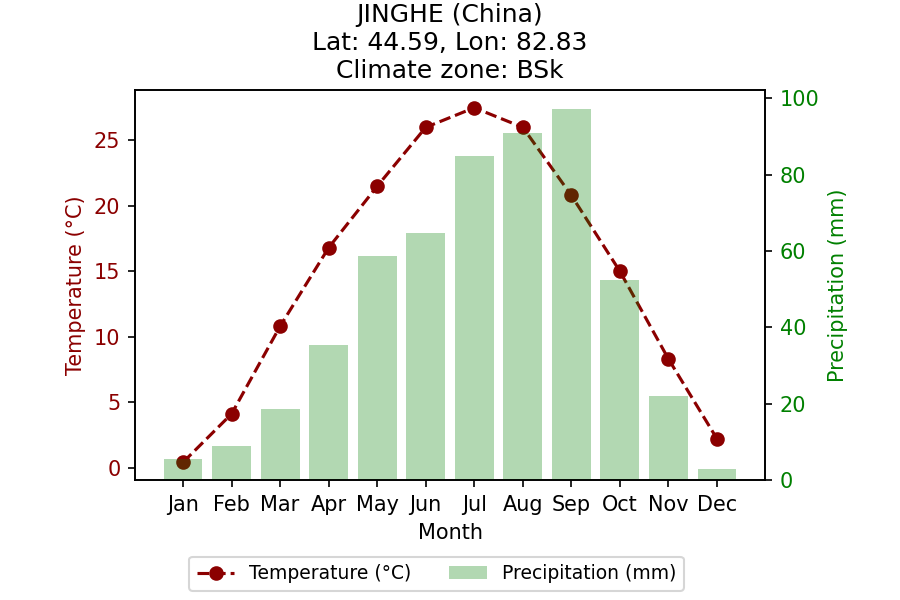 JINGHE (China)
Lat: 44.59, Lon: 82.83
Climate zone: BSk
Temperature (°C)
25
20
15
10
5
0
100
80
60
40
20
0
Precipitation (mm)
Jan Feb Mar Apr May Jun Jul Aug Sep Oct Nov Dec
Month
Temperature (°C) Precipitation (mm)